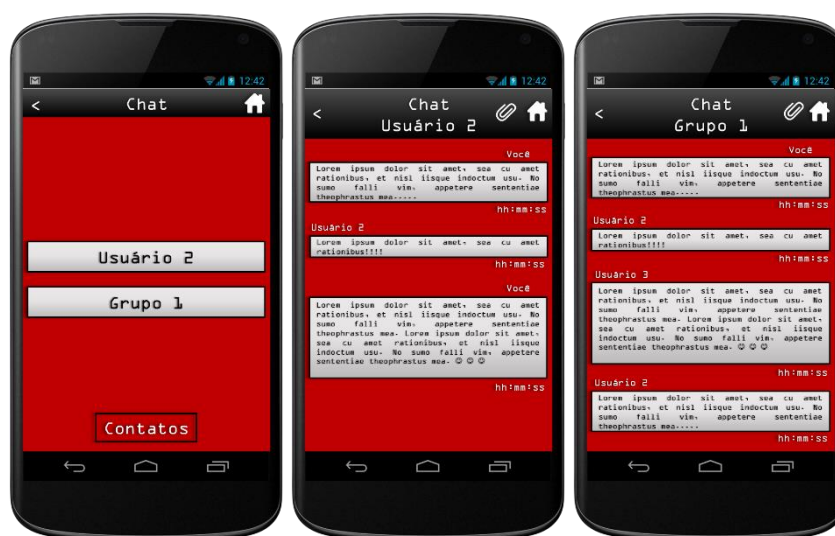 12:42
< Chat
Usuário 2
Grupo 1
Contatos
12:42
< Chat
Usuário 2
Você
Lorem ipsum dolor sit amet, sea cu amet
rationibus, et nisl iisque indoctum usu. No
sumo falli vim, appetere sententiae
theophrastus mea.....
hh:mm:ss
Usuário 2
Lorem ipsum dolor sit amet, sea cu amet
rationibus!!!!
hh:mm:ss
Você
Lorem ipsum dolor sit amet, sea cu amet
rationibus, et nisl iisque indoctum usu. No
sumo falli vim, appetere sententiae
theophrastus mea. Lorem ipsum dolor sit amet,
sea cu amet rationibus, et nisl iisque
indoctum usu. No sumo falli vim, appetere
sententiae theophrastus mea. ☺ ☺ ☺
hh:mm:ss
12:42
< Chat
Grupo 1
Você
Lorem ipsum dolor sit amet, sea cu amet
rationibus, et nisl iisque indoctum usu. No
sumo falli vim, appetere sententiae
theophrastus mea.....
hh:mm:ss
Usuário 2
Lorem ipsum dolor sit amet, sea cu amet
rationibus!!!!
hh:mm:ss
Usuário 3
Lorem ipsum dolor sit amet, sea cu amet
rationibus, et nisl iisque indoctum usu. No
sumo falli vim, appetere sententiae
theophrastus mea. Lorem ipsum dolor sit amet,
sea cu amet rationibus, et nisl iisque
indoctum usu. No sumo falli vim, appetere
sententiae theophrastus mea. ☺ ☺ ☺
hh:mm:ss
Usuário 2
Lorem ipsum dolor sit amet, sea cu amet
rationibus, et nisl iisque indoctum usu. No
sumo falli vim, appetere sententiae
theophrastus mea.....
hh:mm:ss